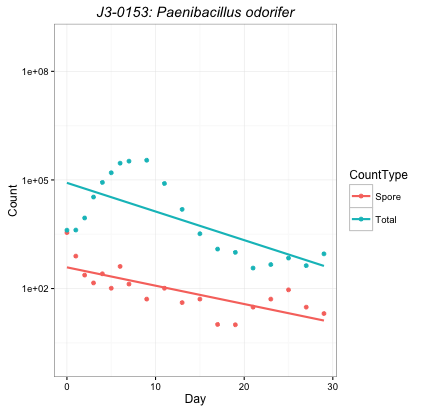 J3-0153: Paenibacillus odorifer
1e+08
1e+05
1e+02
Count
0 10 20 30
Day
CountType
Spore
Total